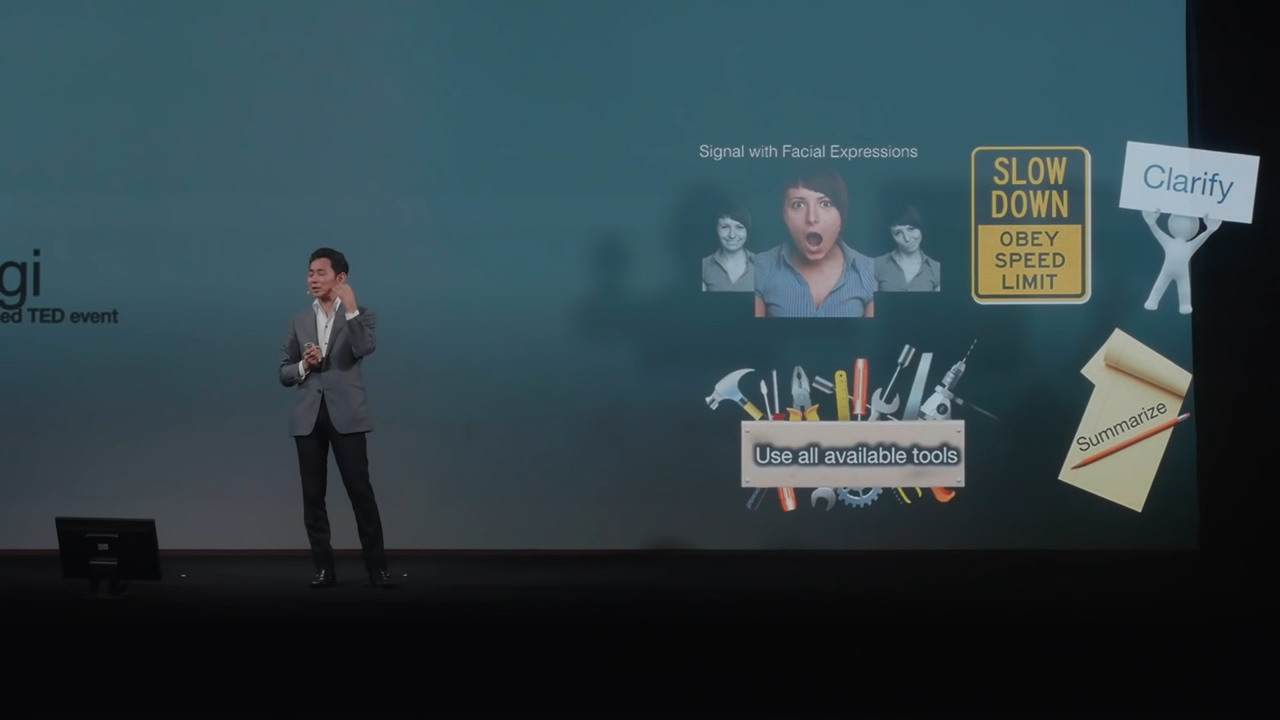 gi
ed TED event
Signal with Facial Expressions
SLOW
DOWN
OBEY
SPEED
LIMIT
Clarify
Use all available tools
Summarize